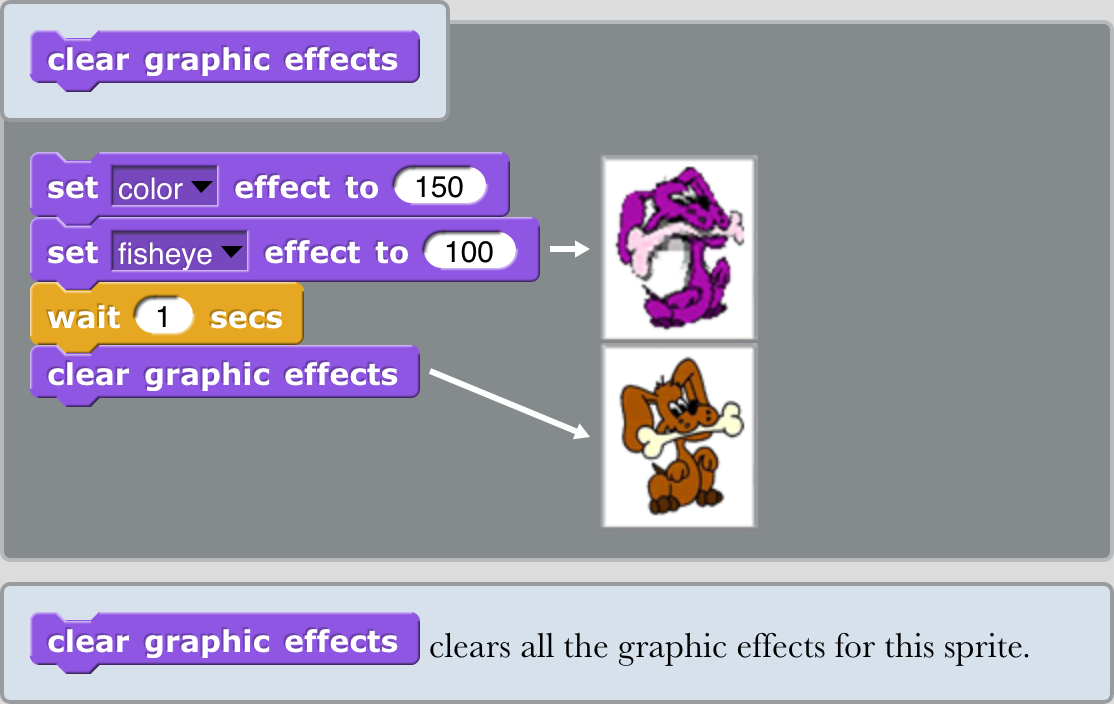 clear graphic effects
set color effect to 150
set fisheye effect to 100
wait 1 secs
clear graphic effects
clear graphic effects clears all the graphic effects for this sprite.